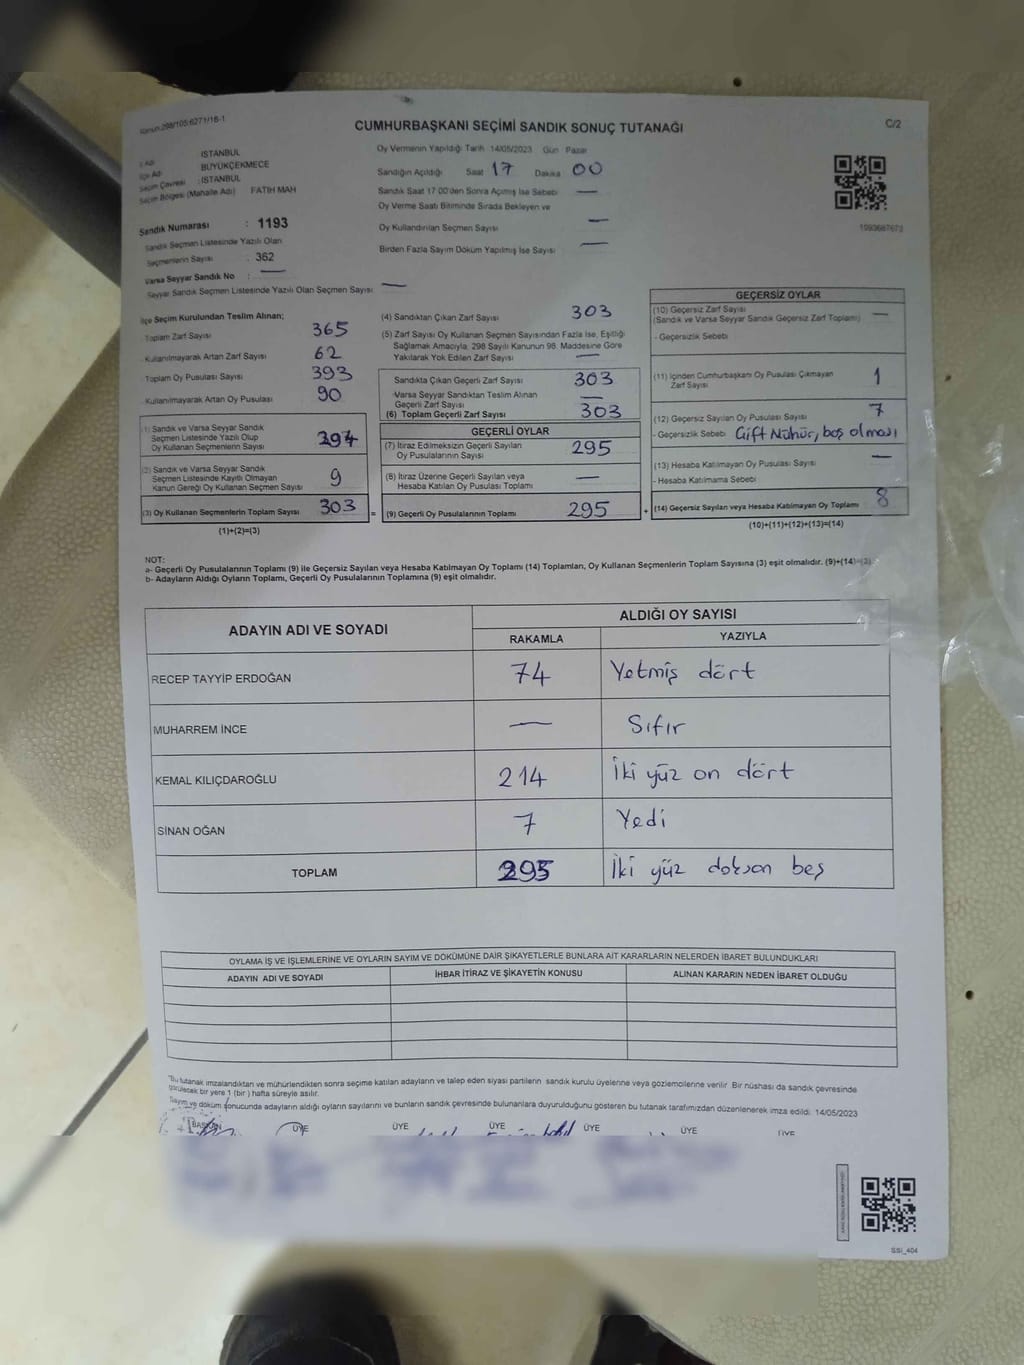 Kanun:298/105:6271/18-1
CUMHURBAŞKANI SEÇİMİ SANDIK SONUÇ TUTANAĞI
C/2
İl Adı : İSTANBUL
İlçe Adı : BÜYÜKÇEKMECE
Seçim Çevresi : İSTANBUL
Seçim Bölgesi (Mahalle Adı) : FATİH MAH
Sandık Numarası : 1193
Sandık Seçmen Listesinde Yazılı Olan
Seçmenlerin Sayısı : 362
Varsa Seyyar Sandık No : —
Seyyar Sandık Seçmen Listesinde Yazılı Olan Seçmen Sayısı: —
Oy Vermenin Yapıldığı Tarih 14/05/2023 Gün Pazar
Sandığın Açıldığı Saat 17 Dakika 00
Sandık Saat 17:00'den Sonra Açılmış İse Sebebi —
Oy Verme Saati Bitiminde Sırada Bekleyen ve
Oy Kullandırılan Seçmen Sayısı —
Birden Fazla Sayım Döküm Yapılmış İse Sayısı —
1093687673
İlçe Seçim Kurulundan Teslim Alınan;
Toplam Zarf Sayısı 365
Kullanılmayarak Artan Zarf Sayısı 62
Toplam Oy Pusulası Sayısı 393
Kullanılmayarak Artan Oy Pusulası 90
(1) Sandık ve Varsa Seyyar Sandık
Seçmen Listesinde Yazılı Olup
Oy Kullanan Seçmenlerin Sayısı 294
(2) Sandık ve Varsa Seyyar Sandık
Seçmen Listesinde Kayıtlı Olmayan
Kanun Gereği Oy Kullanan Seçmen Sayısı 9
(3) Oy Kullanan Seçmenlerin Toplam Sayısı 303
(1)+(2)=(3)
=
(4) Sandıktan Çıkan Zarf Sayısı 303
(5) Zarf Sayısı Oy Kullanan Seçmen Sayısından Fazla İse, Eşitliği
Sağlamak Amacıyla, 298 Sayılı Kanunun 98. Maddesine Göre
Yakılarak Yok Edilen Zarf Sayısı —
Sandıkta Çıkan Geçerli Zarf Sayısı 303
Varsa Seyyar Sandıktan Teslim Alınan
Geçerli Zarf Sayısı —
(6) Toplam Geçerli Zarf Sayısı 303
GEÇERLİ OYLAR
(7) İtiraz Edilmeksizin Geçerli Sayılan
Oy Pusulalarının Sayısı 295
(8) İtiraz Üzerine Geçerli Sayılan veya
Hesaba Katılan Oy Pusulası Toplamı —
(9) Geçerli Oy Pusulalarının Toplamı 295
+
GEÇERSİZ OYLAR
(10) Geçersiz Zarf Sayısı
(Sandık ve Varsa Seyyar Sandık Geçersiz Zarf Toplamı) —
- Geçersizlik Sebebi
(11) İçinden Cumhurbaşkanı Oy Pusulası Çıkmayan
Zarf Sayısı 1
(12) Geçersiz Sayılan Oy Pusulası Sayısı 7
- Geçersizlik Sebebi Çift Mühür, boş olması
(13) Hesaba Katılmayan Oy Pusulası Sayısı —
- Hesaba Katılmama Sebebi
(14) Geçersiz Sayılan veya Hesaba Katılmayan Oy Toplamı 8
(10)+(11)+(12)+(13)=(14)
NOT:
a- Geçerli Oy Pusulalarının Toplamı (9) ile Geçersiz Sayılan veya Hesaba Katılmayan Oy Toplamı (14) Toplamları, Oy Kullanan Seçmenlerin Toplam Sayısına (3) eşit olmalıdır. (9)+(14)=(3)
b- Adayların Aldığı Oyların Toplamı, Geçerli Oy Pusulalarının Toplamına (9) eşit olmalıdır.
ADAYIN ADI VE SOYADI
ALDIĞI OY SAYISI
RAKAMLA YAZIYLA
RECEP TAYYİP ERDOĞAN 74 Yetmiş dört
MUHARREM İNCE — Sıfır
KEMAL KILIÇDAROĞLU 214 İki yüz on dört
SİNAN OĞAN 7 Yedi
TOPLAM 295 İki yüz doksan beş
OYLAMA İŞ VE İŞLEMLERİNE VE OYLARIN SAYIM VE DÖKÜMÜNE DAİR ŞİKAYETLERLE BUNLARA AİT KARARLARIN NELERDEN İBARET BULUNDUKLARI
ADAYIN ADI VE SOYADI İHBAR İTİRAZ VE ŞİKAYETİN KONUSU ALINAN KARARIN NEDEN İBARET OLDUĞU
*Bu tutanak imzalandıktan ve mühürlendikten sonra seçime katılan adayların ve talep eden siyasi partilerin sandık kurulu üyelerine veya gözlemcilerine verilir. Bir nüshası da sandık çevresinde
görülecek bir yere 1 (bir) hafta süreyle asılır.
Sayım ve döküm sonucunda adayların aldığı oyların sayılarını ve bunların sandık çevresinde bulunanlara duyurulduğunu gösteren bu tutanak tarafımızdan düzenlenerek imza edildi. 14/05/2023
BAŞKAN ÜYE ÜYE ÜYE ÜYE ÜYE ÜYE
SSİ_404